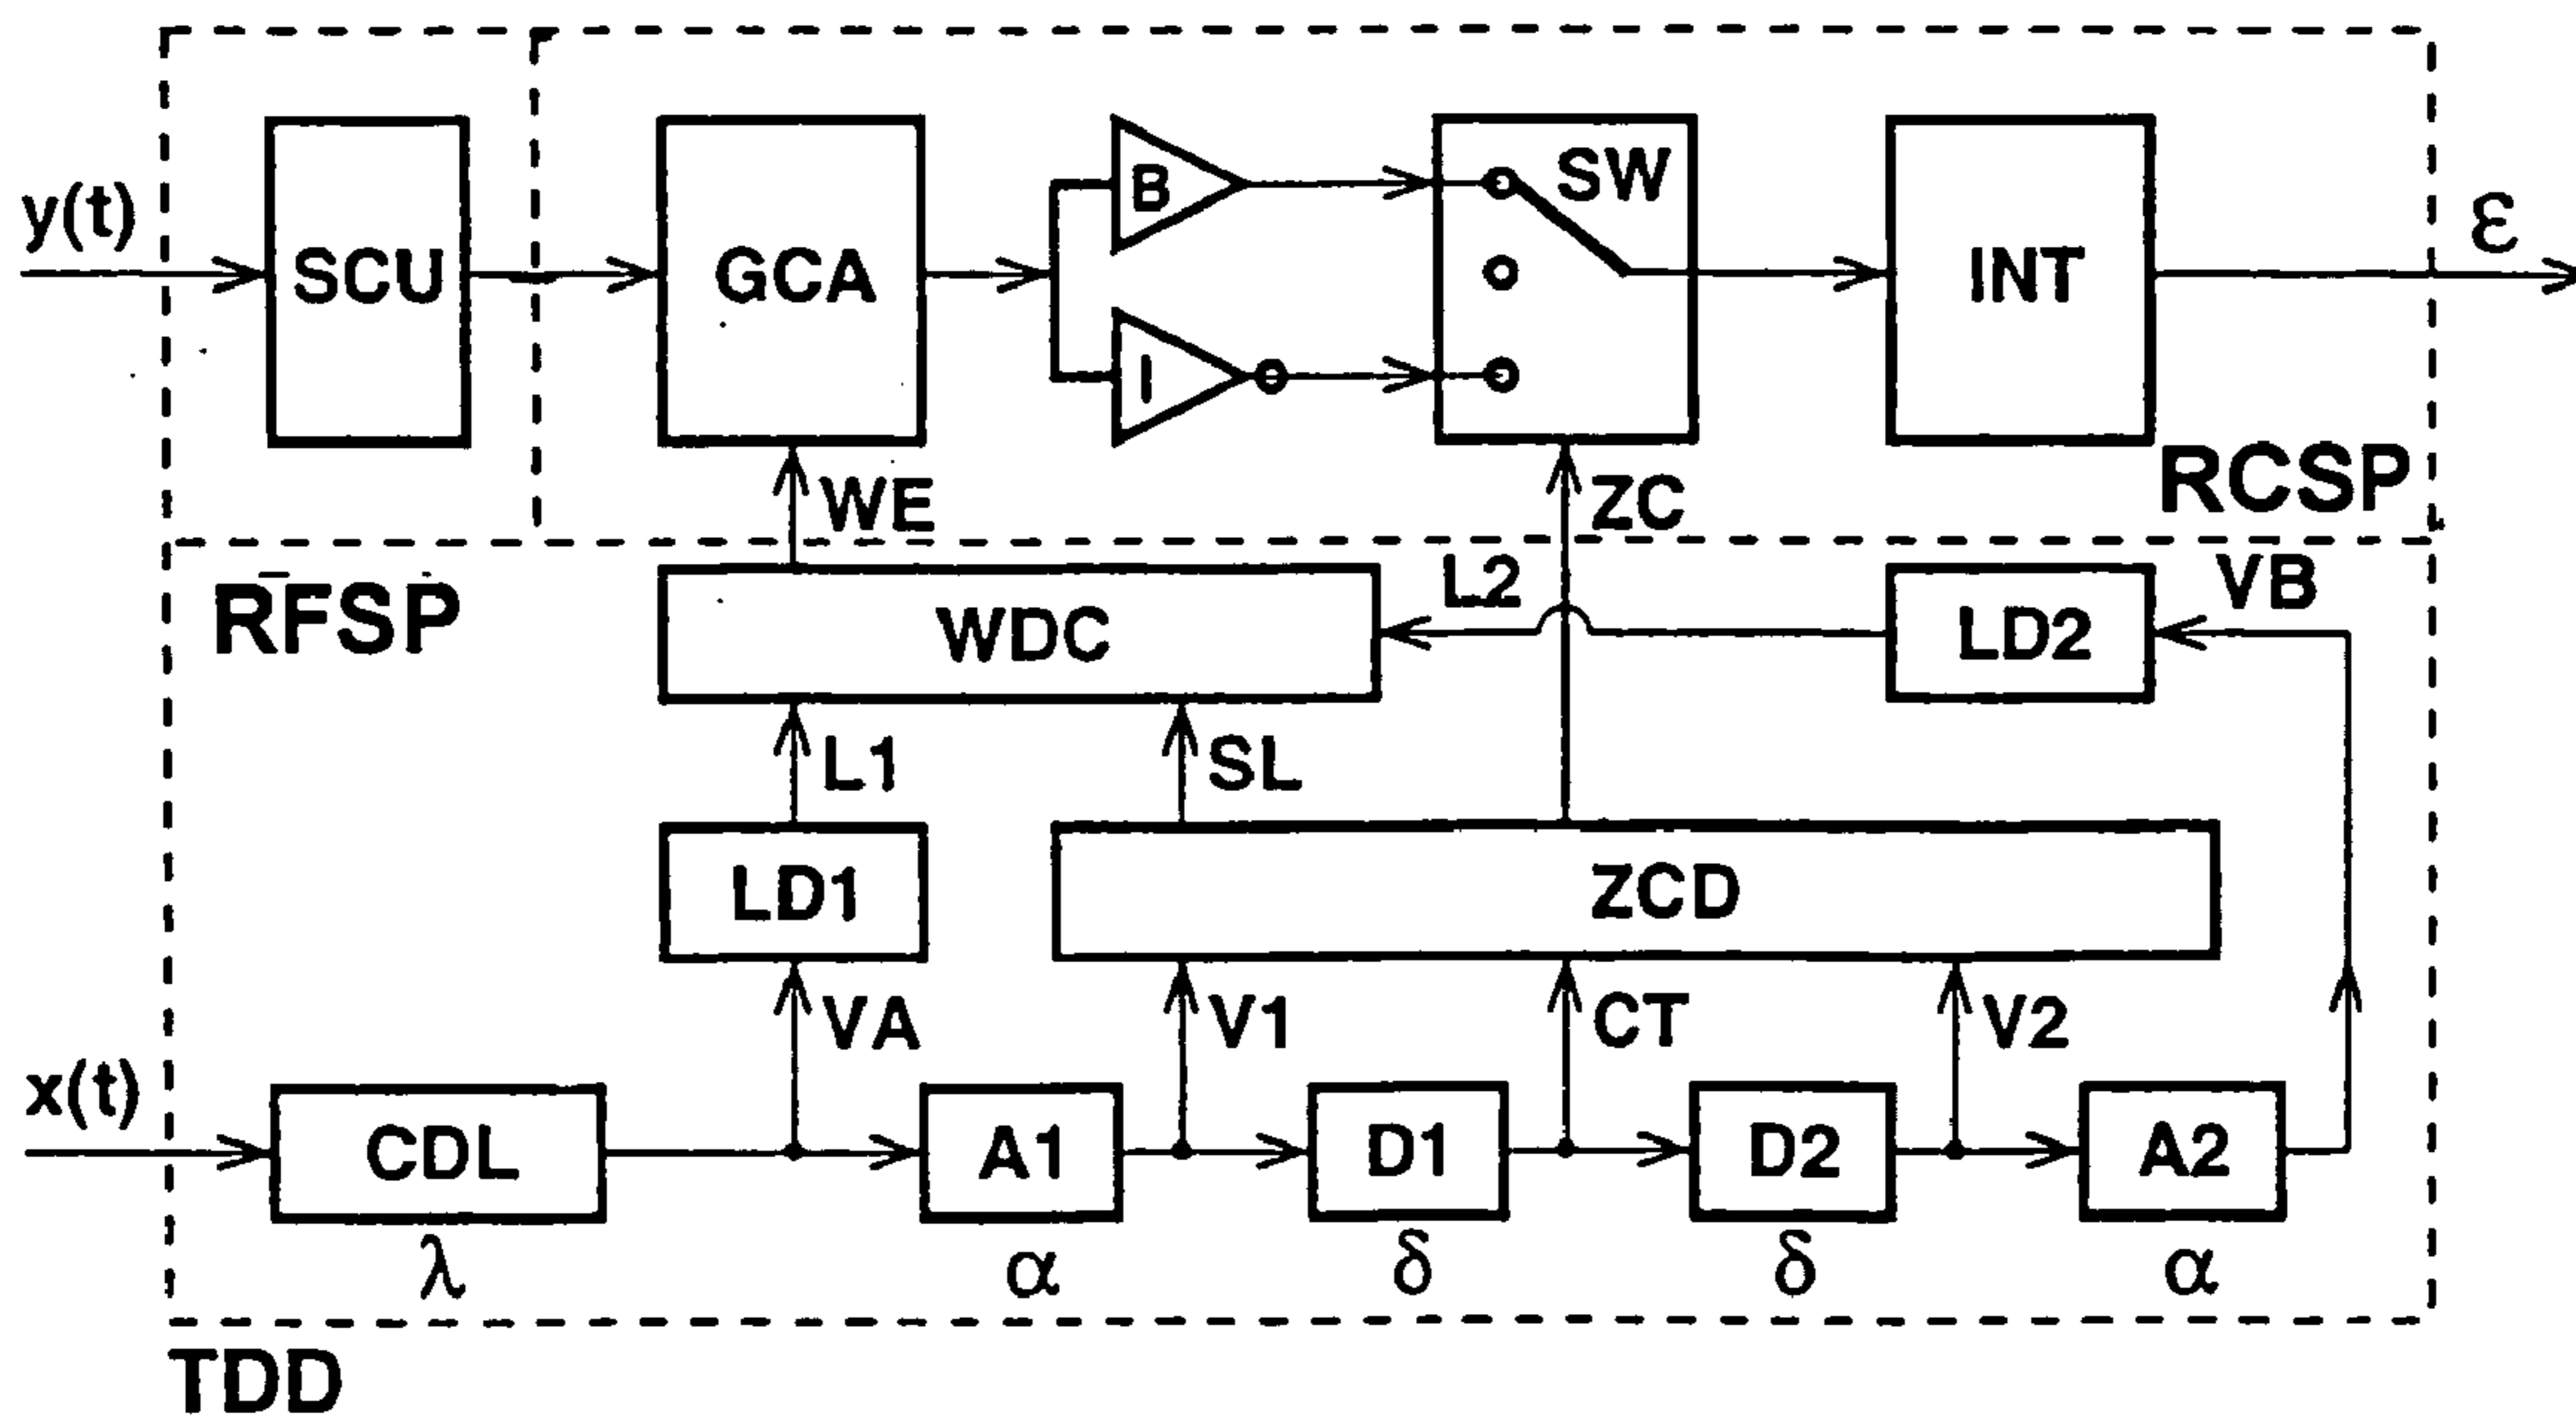 y(t)
SCU
GCA
B
I
SW
INT
ε
RCSP
WE
ZC
RFSP
WDC
L2
LD2
VB
L1
SL
LD1
ZCD
VA
V1
CT
V2
x(t)
CDL
A1
D1
D2
A2
λ
α
δ
δ
α
TDD